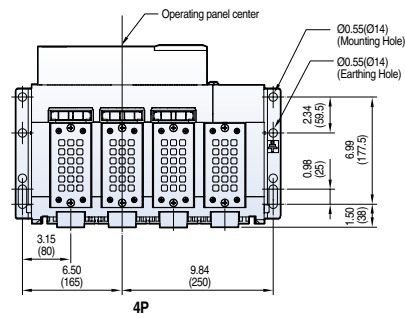 Operating panel center
Ø0.55(Ø14)
(Mounting Hole)
Ø0.55(Ø14)
(Earthing Hole)
2.34
(59.5)
6.99
(177.5)
0.98
(25)
1.50
(38)
3.15
(80)
6.50
(165)
9.84
(250)
4P